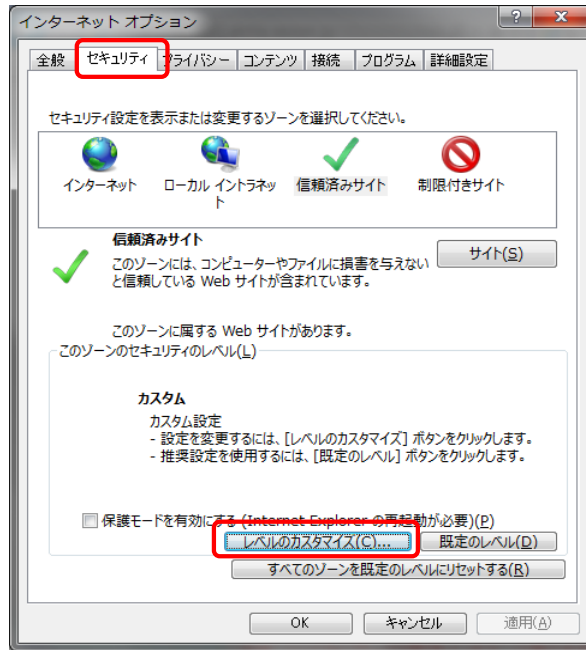 インターネット オプション
全般 セキュリティ プライバシー コンテンツ 接続 プログラム 詳細設定
セキュリティ設定を表示または変更するゾーンを選択してください。
インターネット ローカル イントラネッ 信頼済みサイト 制限付きサイト
ト
信頼済みサイト
サイト(S)
このゾーンには、コンピューターやファイルに損害を与えない
と信頼している Web サイトが含まれています。
このゾーンに属する Web サイトがあります。
このゾーンのセキュリティのレベル(L)
カスタム
カスタム設定
- 設定を変更するには、[レベルのカスタマイズ] ボタンをクリックします。
- 推奨設定を使用するには、[既定のレベル] ボタンをクリックします。
保護モードを有効にする (Internet Explorer の再起動が必要)(P)
レベルのカスタマイズ(C)... 既定のレベル(D)
すべてのゾーンを既定のレベルにリセットする(R)
OK キャンセル 適用(A)